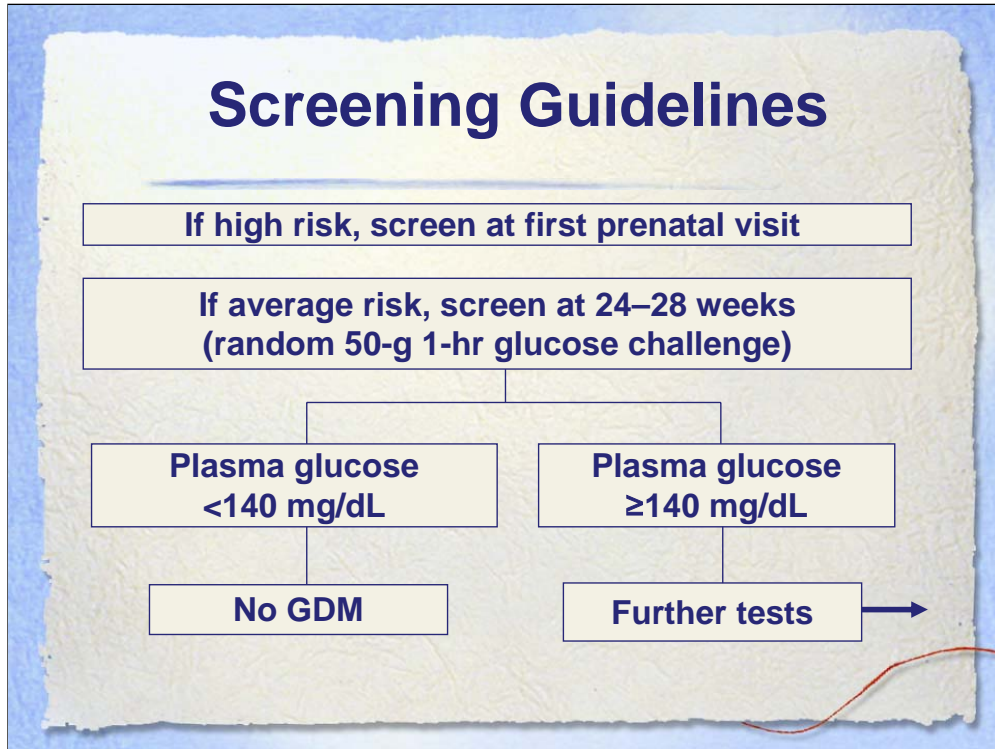 Screening Guidelines
If high risk, screen at first prenatal visit
If average risk, screen at 24–28 weeks
(random 50-g 1-hr glucose challenge)
Plasma glucose
<140 mg/dL
Plasma glucose
≥140 mg/dL
No GDM
Further tests